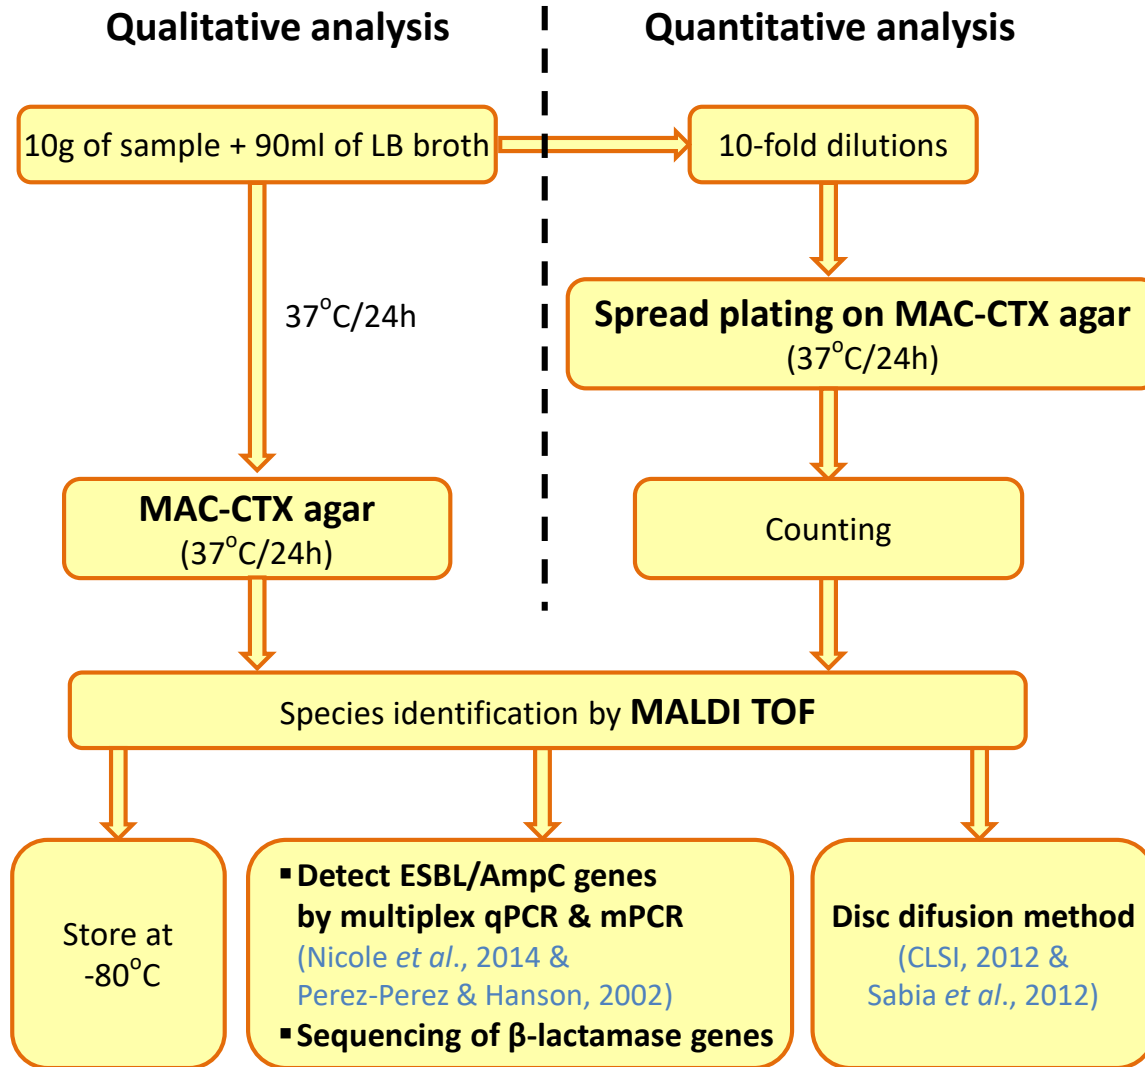 Qualitative analysis
Quantitative analysis
10g of sample + 90ml of LB broth
10-fold dilutions
37°C/24h
Spread plating on MAC-CTX agar
(37°C/24h)
MAC-CTX agar
(37°C/24h)
Counting
Species identification by MALDI TOF
Store at
-80°C
▪ Detect ESBL/AmpC genes
by multiplex qPCR & mPCR
(Nicole et al., 2014 &
Perez-Perez & Hanson, 2002)
▪ Sequencing of β-lactamase genes
Disc difusion method
(CLSI, 2012 &
Sabia et al., 2012)